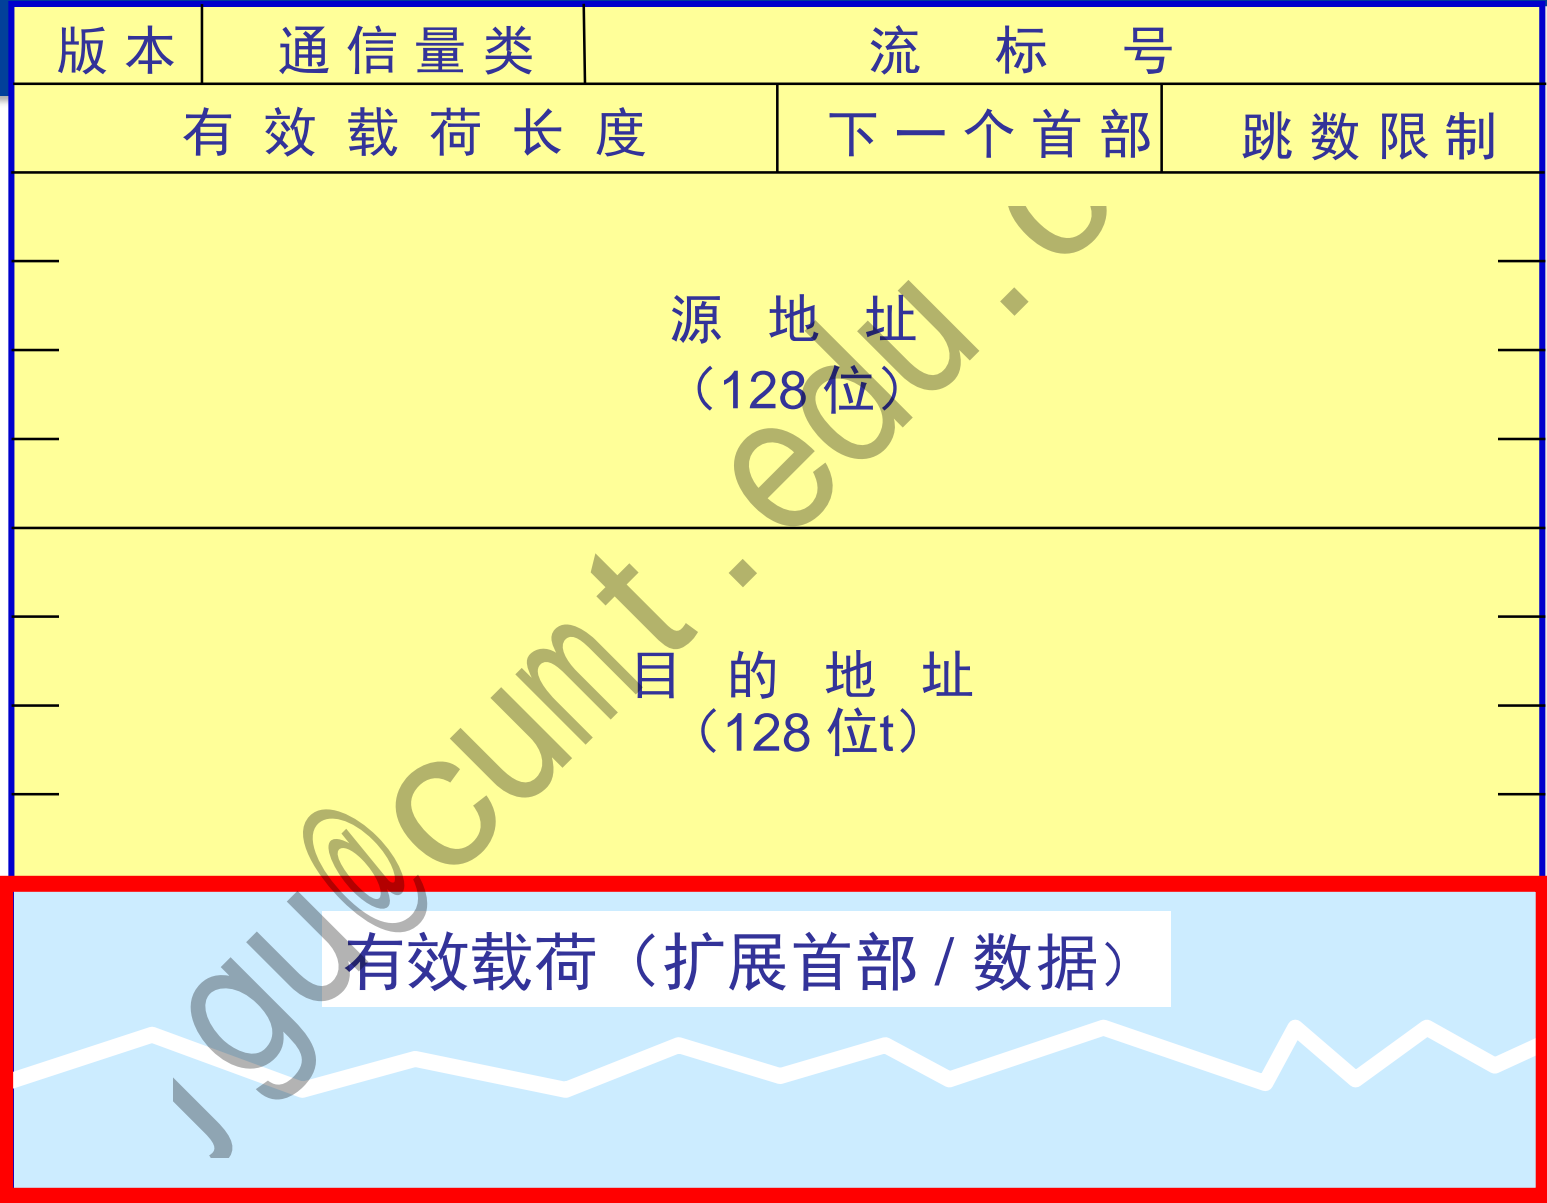 版本 通信量类 流标号
有效载荷长度 下一个首部 跳数限制
源地址
（128 位）
目的地址
（128 位t）
有效载荷（扩展首部 / 数据）
gu@cumt.edu.c